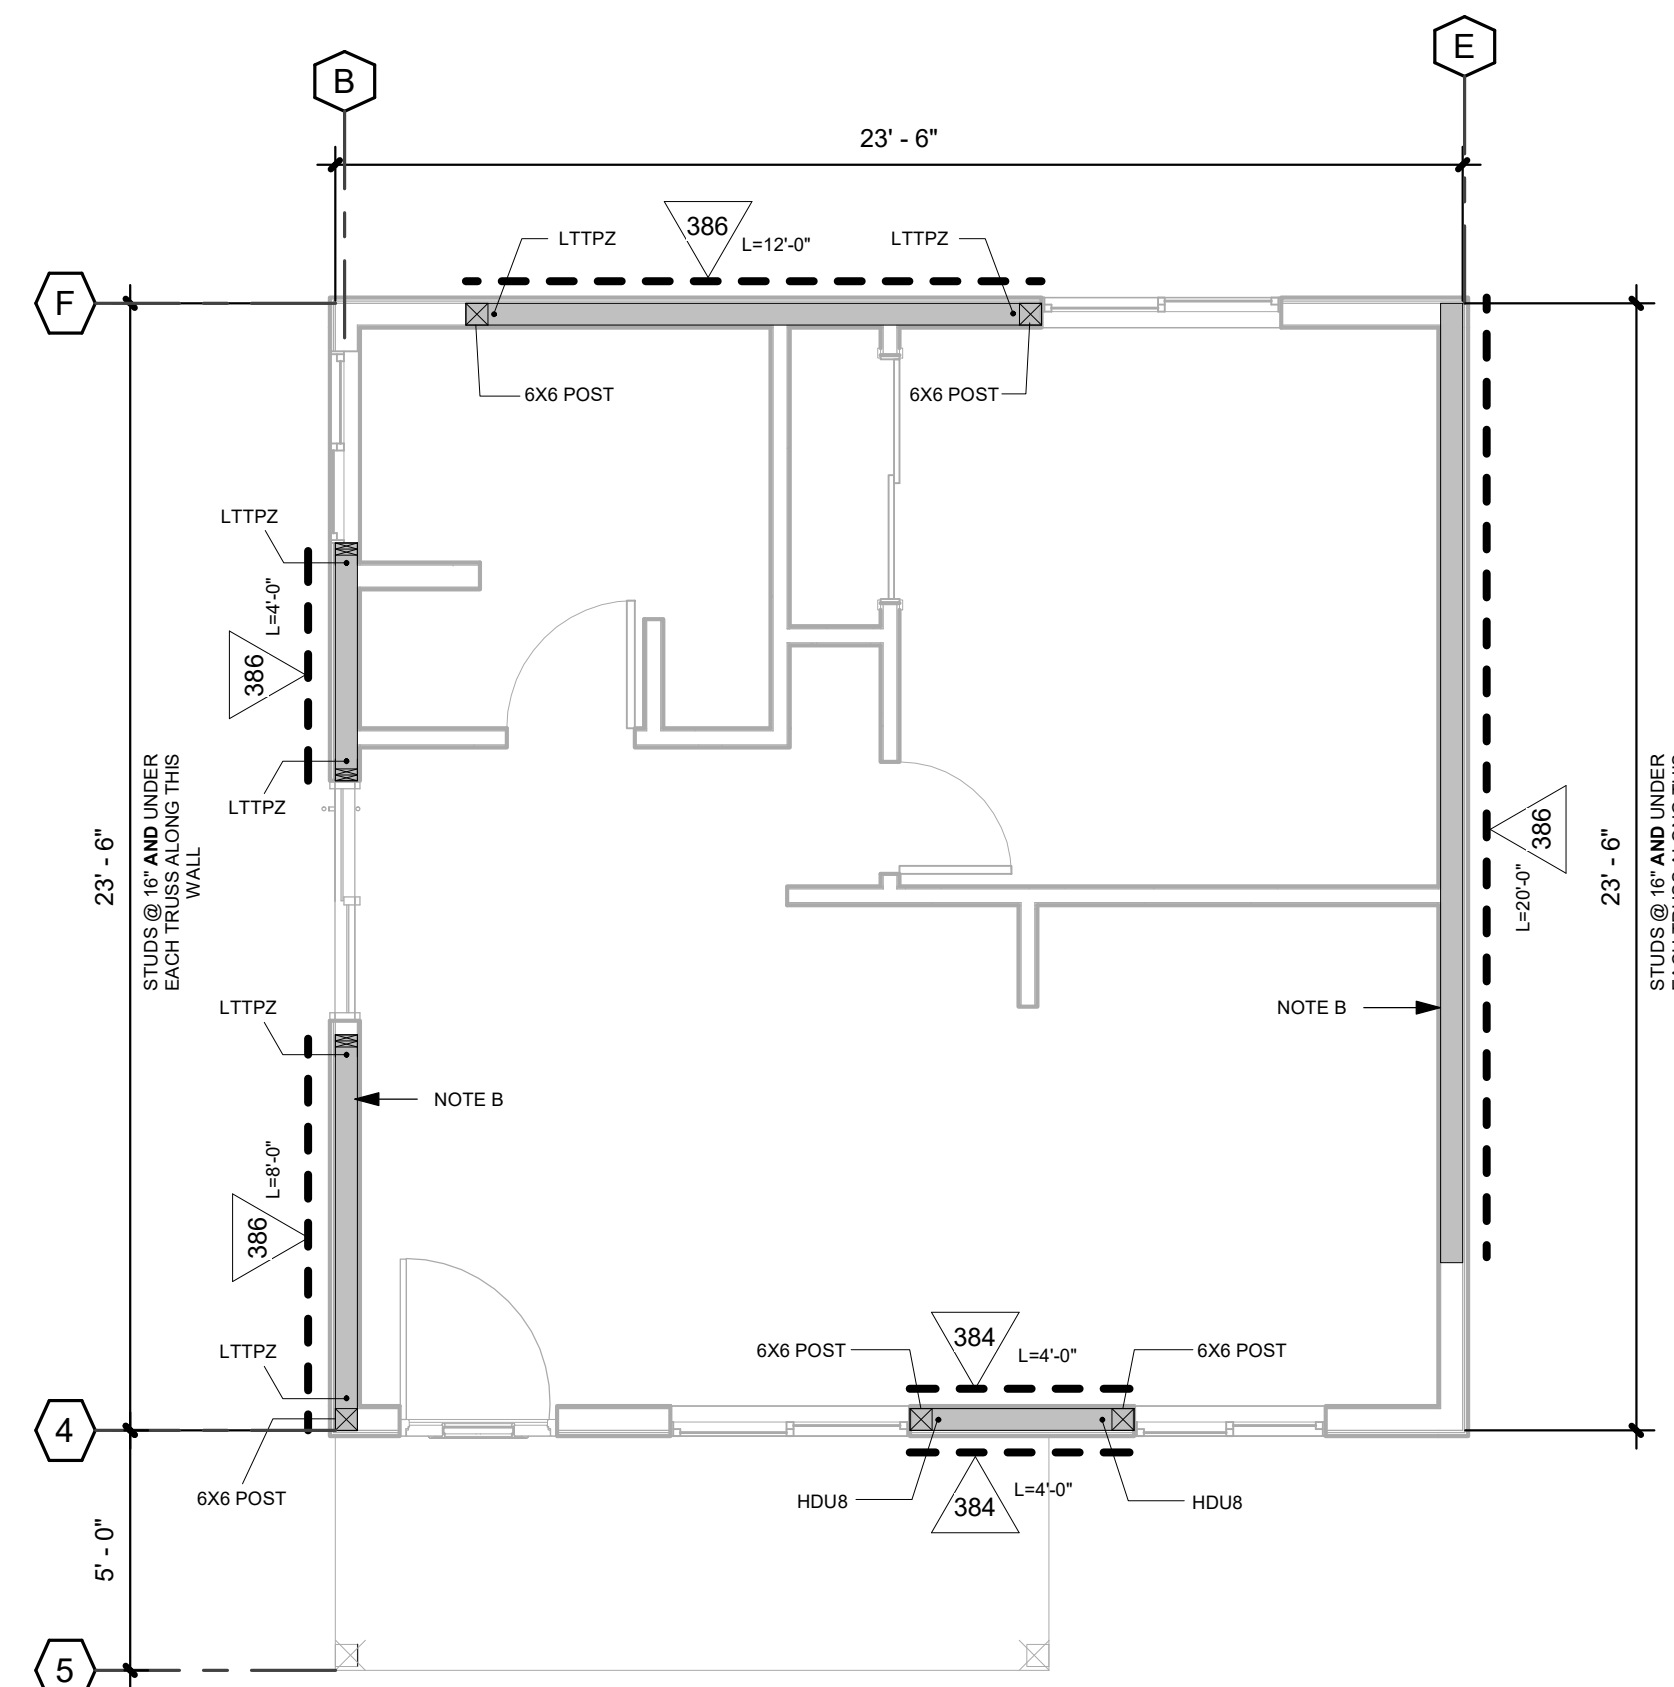 E
B
23' - 6"
386
L=12'-0"
LTTPZ
LTTPZ
F
6X6 POST
6X6 POST
LTTPZ
L=4'-0"
386
LTTPZ
23' - 6"
STUDS @ 16" AND UNDER
EACH TRUSS ALONG THIS
WALL
386
L=20'-0"
23' - 6"
STUDS @ 16" AND UNDER
LTTPZ
NOTE B
NOTE B
L=8'-0"
386
LTTPZ
6X6 POST
384
L=4'-0"
6X6 POST
4
6X6 POST
HDU8
384
L=4'-0"
HDU8
5' - 0"
5